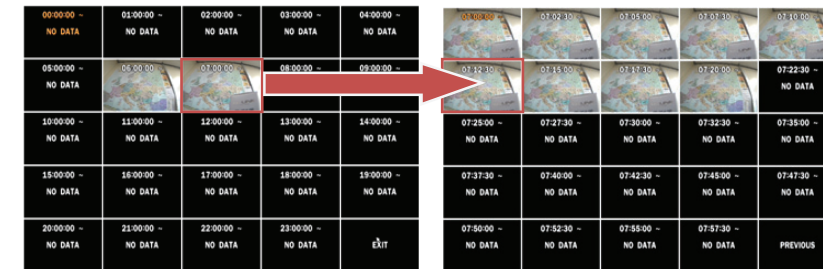 00:00:00 ~ 01:00:00 ~ 02:00:00 ~ 03:00:00 ~ 04:00:00 ~
NO DATA NO DATA NO DATA NO DATA NO DATA
05:00:00 ~ 06:00:00 07:00:00 08:00:00 ~ 09:00:00 ~
NO DATA
10:00:00 ~ 11:00:00 ~ 12:00:00 ~ 13:00:00 ~ 14:00:00 ~
NO DATA NO DATA NO DATA NO DATA NO DATA
15:00:00 ~ 16:00:00 ~ 17:00:00 ~ 18:00:00 ~ 19:00:00 ~
NO DATA NO DATA NO DATA NO DATA NO DATA
20:00:00 ~ 21:00:00 ~ 22:00:00 ~ 23:00:00 ~
NO DATA NO DATA NO DATA NO DATA EXIT
07:00:00 ~ 07:02:30 07:05:00 07:07:30 07:10:00
07:12:30 07:15:00 07:17:30 07:20:00 07:22:30 ~
NO DATA
07:25:00 ~ 07:27:30 ~ 07:30:00 ~ 07:32:30 ~ 07:35:00 ~
NO DATA NO DATA NO DATA NO DATA NO DATA
07:37:30 ~ 07:40:00 ~ 07:42:30 ~ 07:45:00 ~ 07:47:30 ~
NO DATA NO DATA NO DATA NO DATA NO DATA
07:50:00 ~ 07:52:30 ~ 07:55:00 ~ 07:57:30 ~
NO DATA NO DATA NO DATA NO DATA PREVIOUS